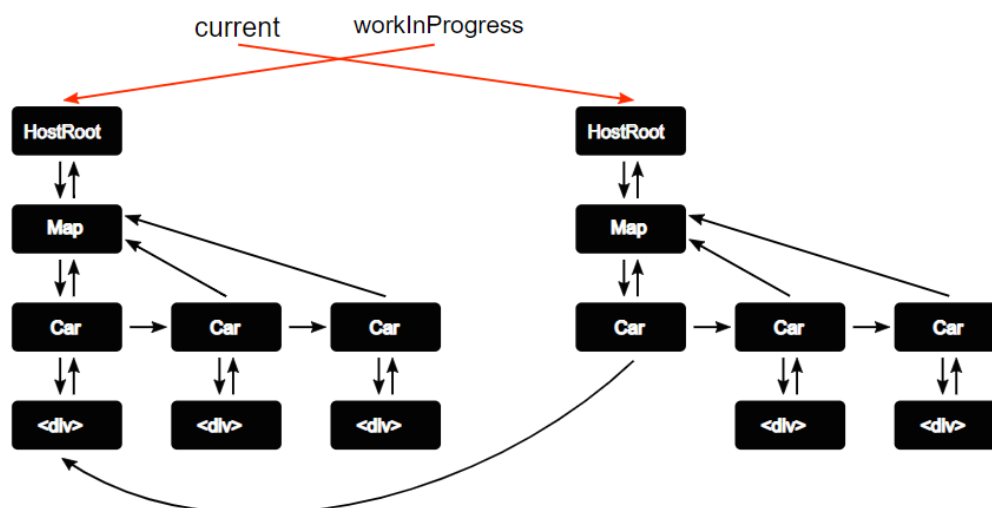 current
workInProgress
HostRoot
HostRoot
Map
Map
Car
Car
Car
Car
Car
Car
<div>
<div>
<div>
<div>
<div>